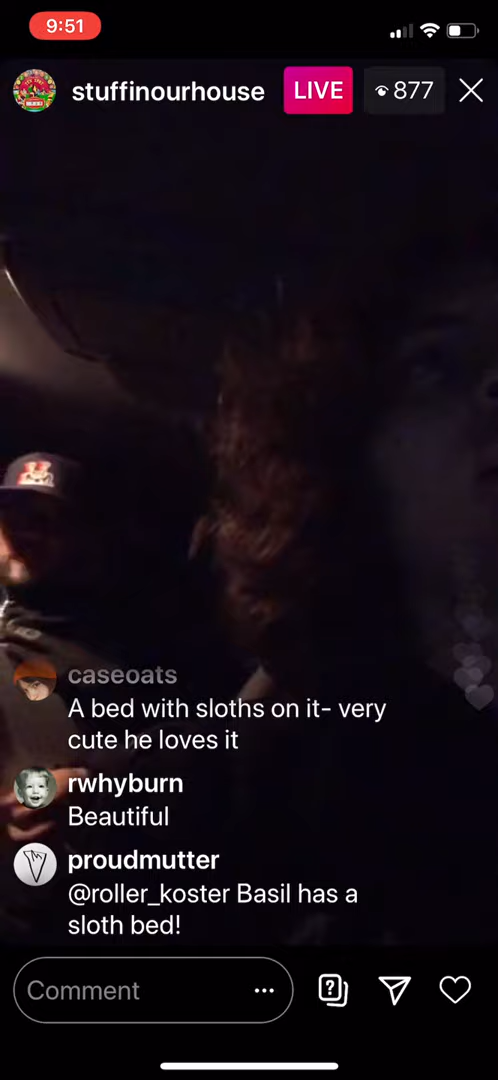 9:51
stuffinourhouse LIVE 877
caseoats
A bed with sloths on it- very
cute he loves it
rwhyburn
Beautiful
proudmutter
@roller_koster Basil has a
sloth bed!
Comment